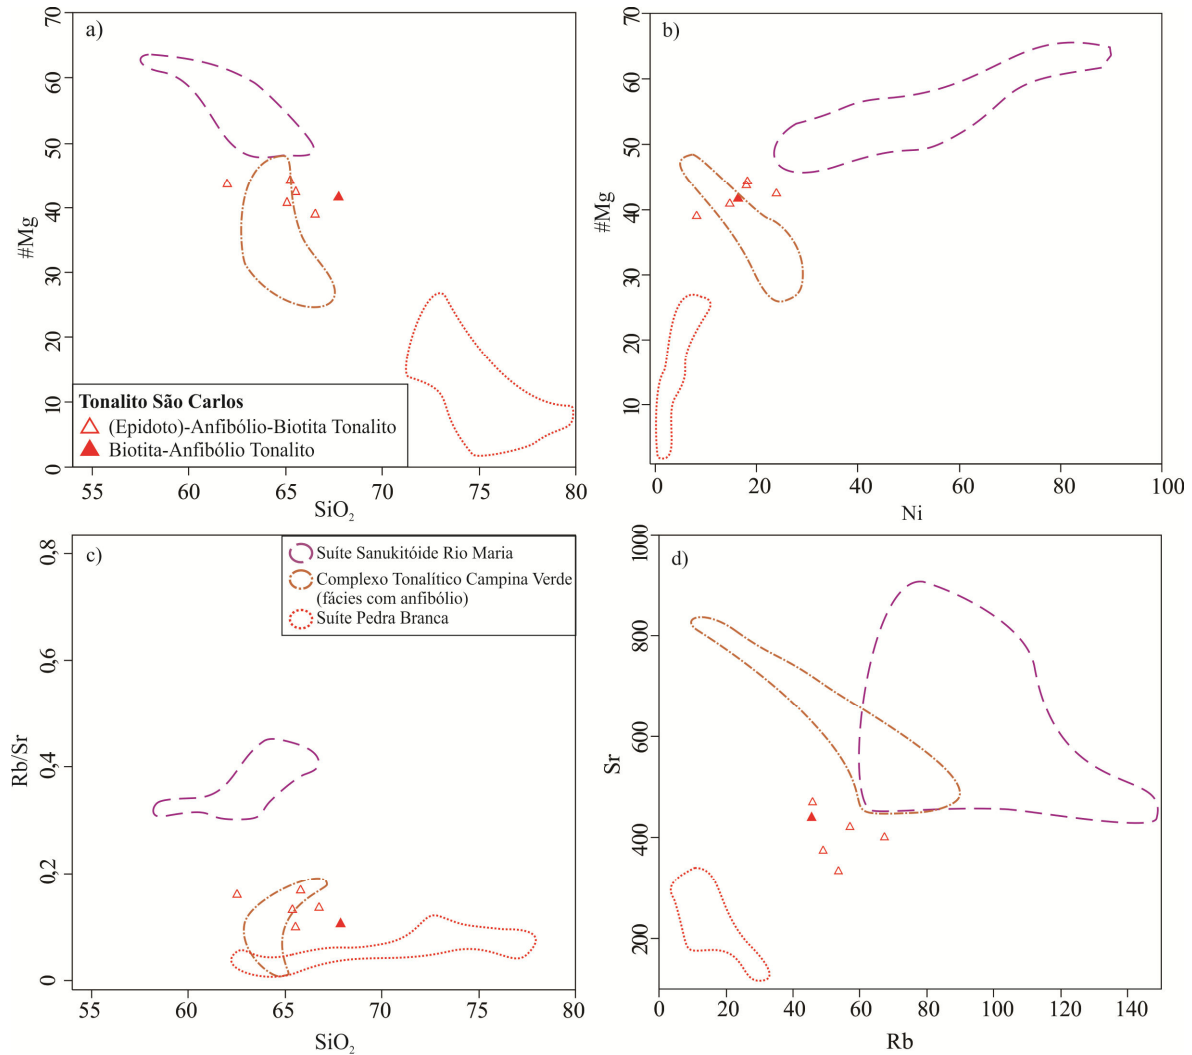 a)
#Mg
70
60
50
40
30
20
10
0
Tonalito São Carlos
(Epidoto)-Anfibólio-Biotita Tonalito
Biotita-Anfibólio Tonalito
55 60 65 70 75 80
SiO₂
b)
#Mg
70
60
50
40
30
20
10
0 20 40 60 80 100
Ni
c)
Rb/Sr
0,8
0,6
0,4
0,2
0
Suíte Sanukitóide Rio Maria
Complexo Tonalítico Campina Verde
(fácies com anfibólio)
Suíte Pedra Branca
55 60 65 70 75 80
SiO₂
d)
Sr
1000
800
600
400
200
0 20 40 60 80 100 120 140
Rb